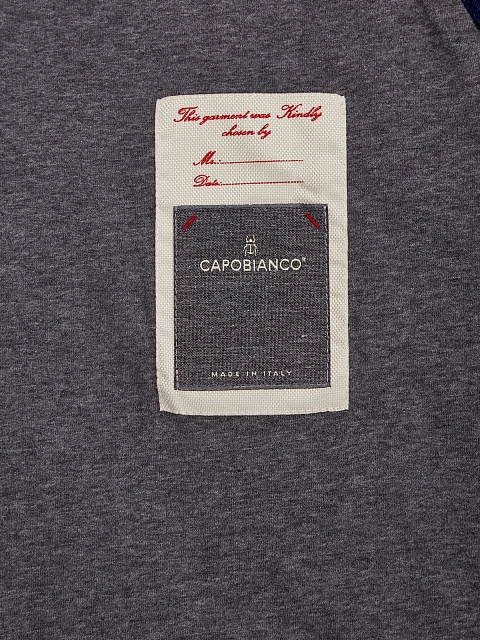 This garment was Kindly
chosen by
Mr.:
Date:
CAPOBIANCO®
MADE IN ITALY